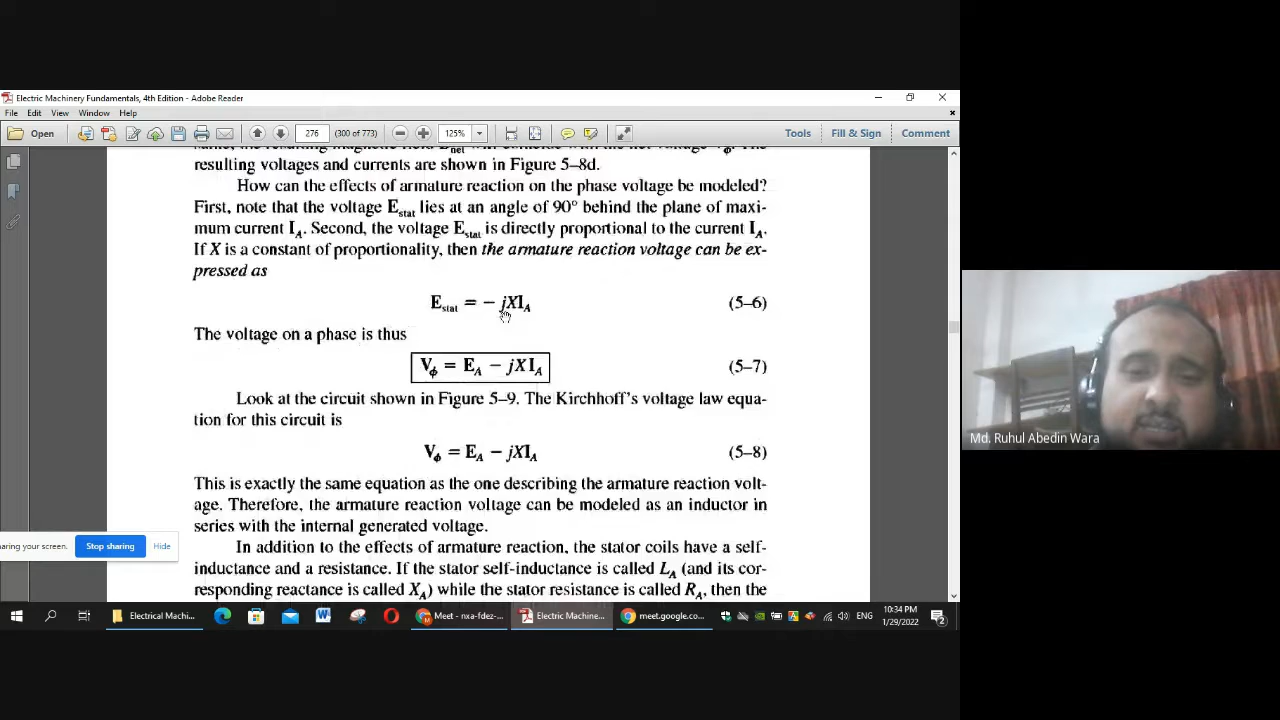 Electric Machinery Fundamentals, 4th Edition - Adobe Reader
File Edit View Window Help
Open 276 (300 of 773) 125% Tools Fill & Sign Comment
resulting voltages and currents are shown in Figure 5–8d.
How can the effects of armature reaction on the phase voltage be modeled?
First, note that the voltage E_stat lies at an angle of 90° behind the plane of maxi-
mum current I_A. Second, the voltage E_stat is directly proportional to the current I_A.
If X is a constant of proportionality, then the armature reaction voltage can be ex-
pressed as
E_stat = − jXI_A (5–6)
The voltage on a phase is thus
V_ϕ = E_A − jXI_A (5–7)
Look at the circuit shown in Figure 5–9. The Kirchhoff's voltage law equa-
tion for this circuit is
V_ϕ = E_A − jXI_A (5–8)
This is exactly the same equation as the one describing the armature reaction volt-
age. Therefore, the armature reaction voltage can be modeled as an inductor in
series with the internal generated voltage.
In addition to the effects of armature reaction, the stator coils have a self-
inductance and a resistance. If the stator self-inductance is called L_A (and its cor-
responding reactance is called X_A) while the stator resistance is called R_A, then the
haring your screen. Stop sharing Hide
Md. Ruhul Abedin Wara
Electrical Machi... Meet - nxa-fdez-... Electric Machine... meet.google.co... ENG 10:34 PM
1/29/2022
2